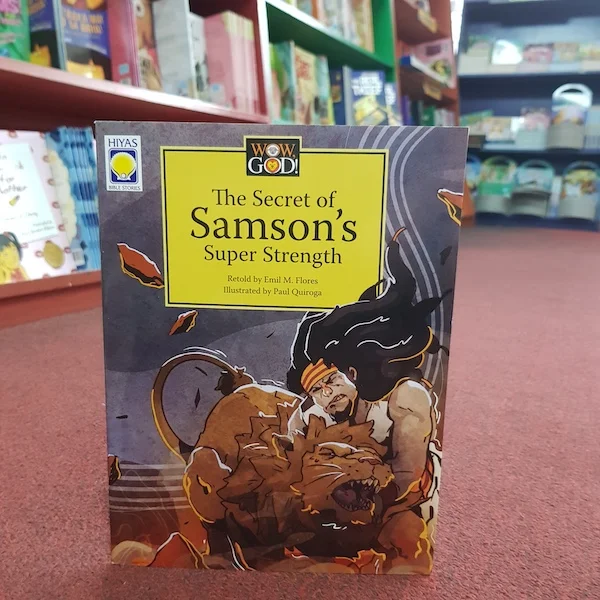 HIYAS
BIBLE STORIES
WOW,
GOD!
The Secret of
Samson's
Super Strength
Retold by Emil M. Flores
Illustrated by Paul Quiroga